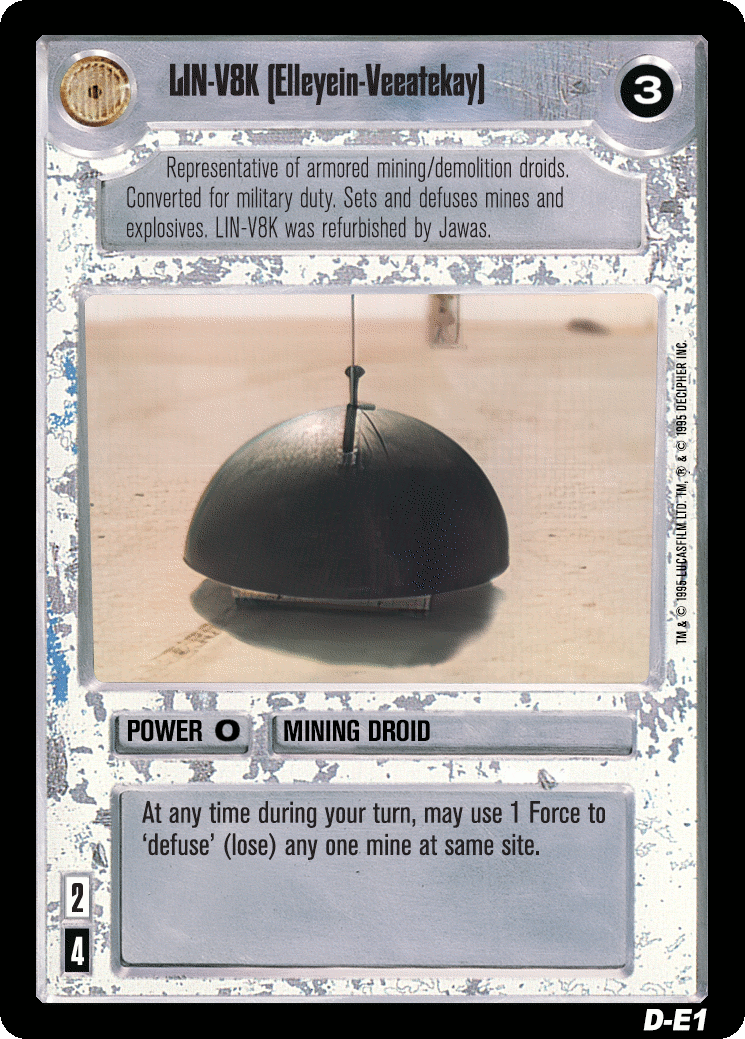 LIN-V8K (Elleyein-Veeatekay)
3
Representative of armored mining/demolition droids.
Converted for military duty. Sets and defuses mines and
explosives. LIN-V8K was refurbished by Jawas.
TM & © 1995 LUCASFILM LTD. TM, ® & © 1995 DECIPHER INC.
POWER 0
MINING DROID
At any time during your turn, may use 1 Force to
‘defuse’ (lose) any one mine at same site.
2
4
D-E1